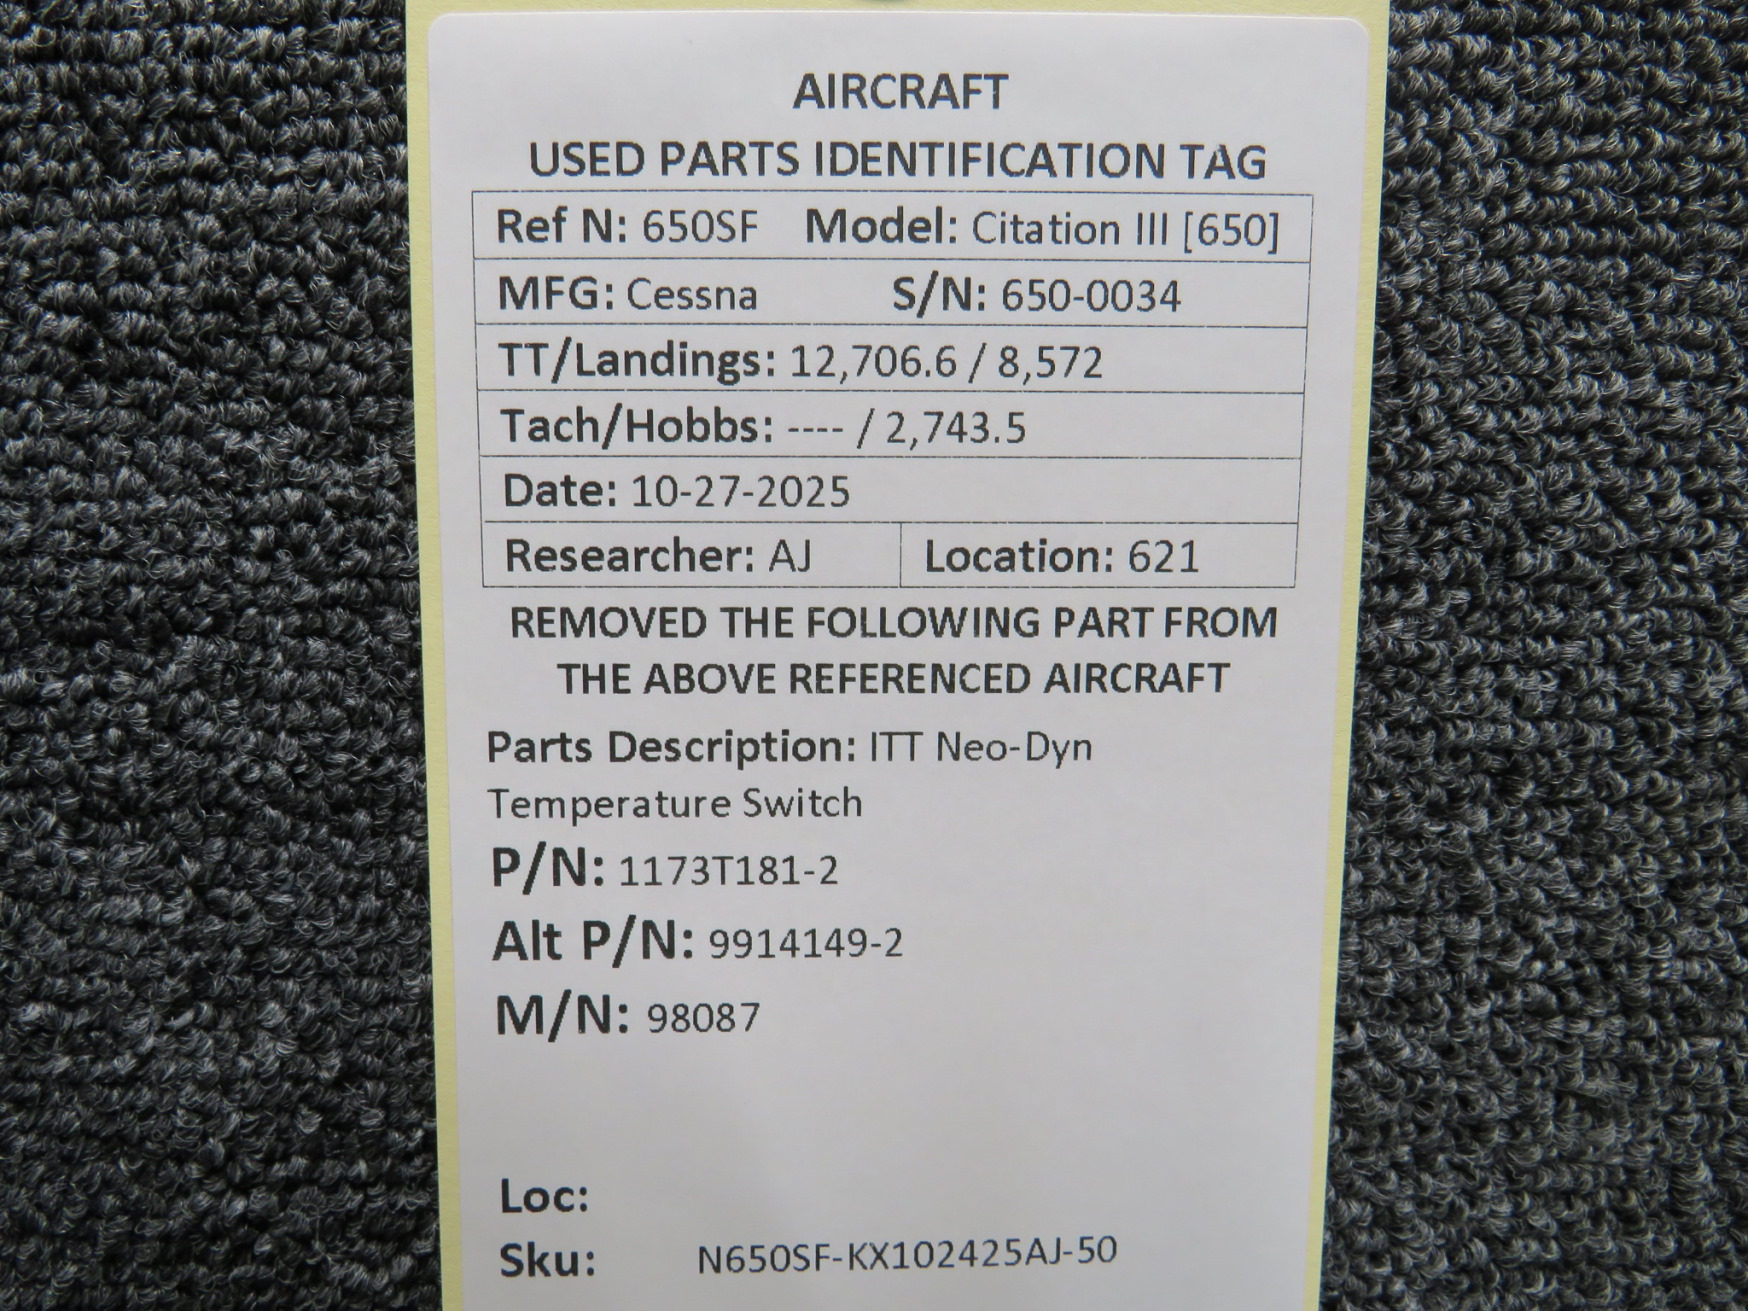 AIRCRAFT
USED PARTS IDENTIFICATION TAG
Ref N: 650SF Model: Citation III [650]
MFG: Cessna S/N: 650-0034
TT/Landings: 12,706.6 / 8,572
Tach/Hobbs: ---- / 2,743.5
Date: 10-27-2025
Researcher: AJ Location: 621
REMOVED THE FOLLOWING PART FROM
THE ABOVE REFERENCED AIRCRAFT
Parts Description: ITT Neo-Dyn
Temperature Switch
P/N: 1173T181-2
Alt P/N: 9914149-2
M/N: 98087
Loc:
Sku: N650SF-KX102425AJ-50